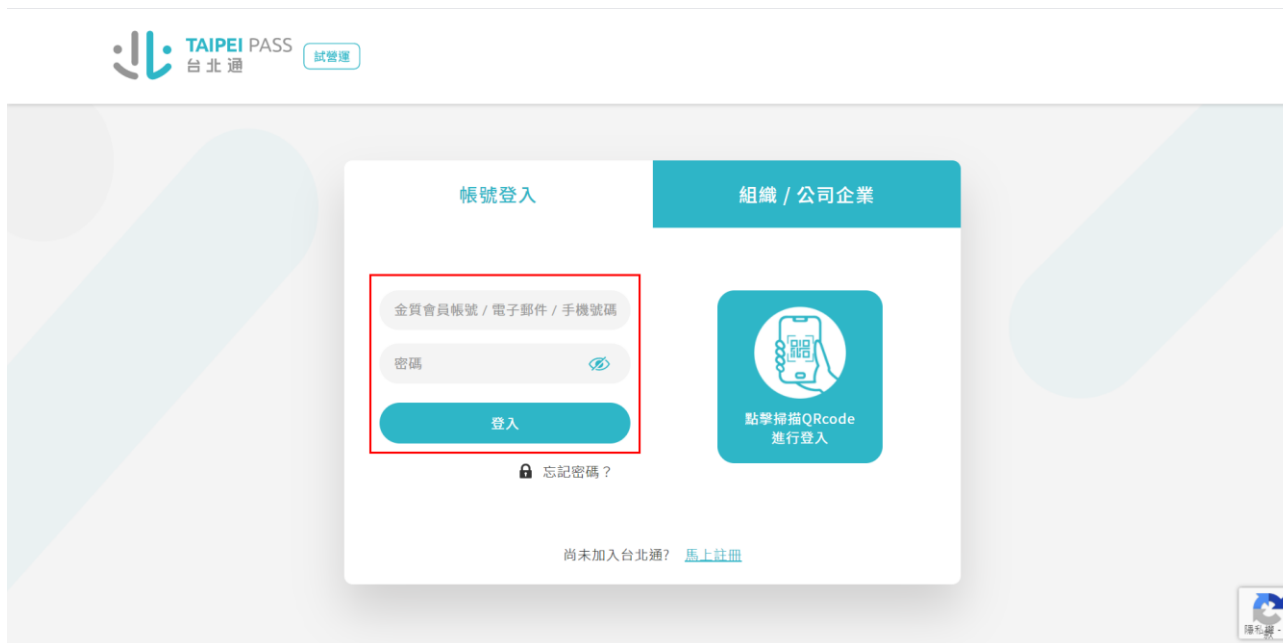 TAIPEI PASS
台北通
試營運
帳號登入
組織 / 公司企業
金質會員帳號 / 電子郵件 / 手機號碼
密碼
登入
忘記密碼？
點擊掃描QRcode
進行登入
尚未加入台北通? 馬上註冊
隱私權 -